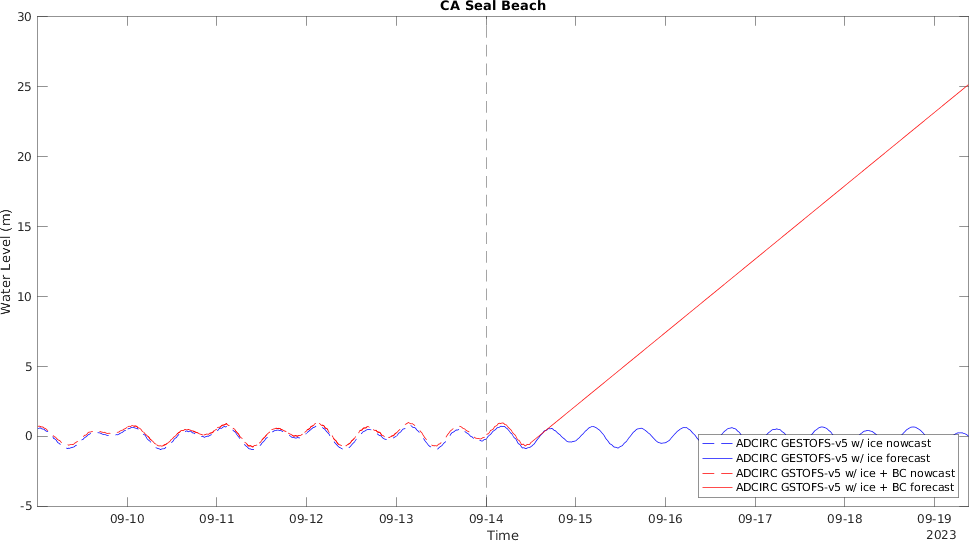 CA Seal Beach
30
25
20
15
10
5
0
-5
Water Level (m)
09-10 09-11 09-12 09-13 09-14 09-15 09-16 09-17 09-18 09-19
Time
2023
ADCIRC GESTOFS-v5 w/ ice nowcast
ADCIRC GESTOFS-v5 w/ ice forecast
ADCIRC GSTOFS-v5 w/ ice + BC nowcast
ADCIRC GSTOFS-v5 w/ ice + BC forecast